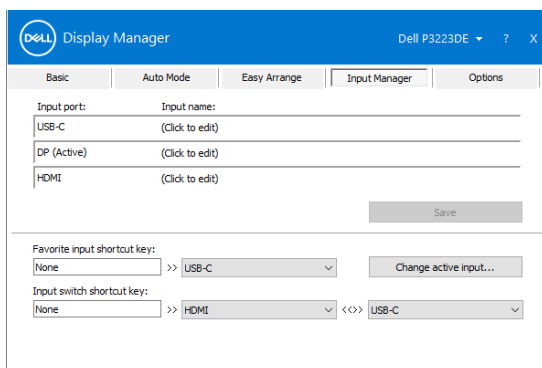 DELL Display Manager Dell P3223DE ? X
Basic Auto Mode Easy Arrange Input Manager Options
Input port: Input name:
USB-C (Click to edit)
DP (Active) (Click to edit)
HDMI (Click to edit)
Save
Favorite input shortcut key:
None >> USB-C Change active input...
Input switch shortcut key:
None >> HDMI <<>> USB-C